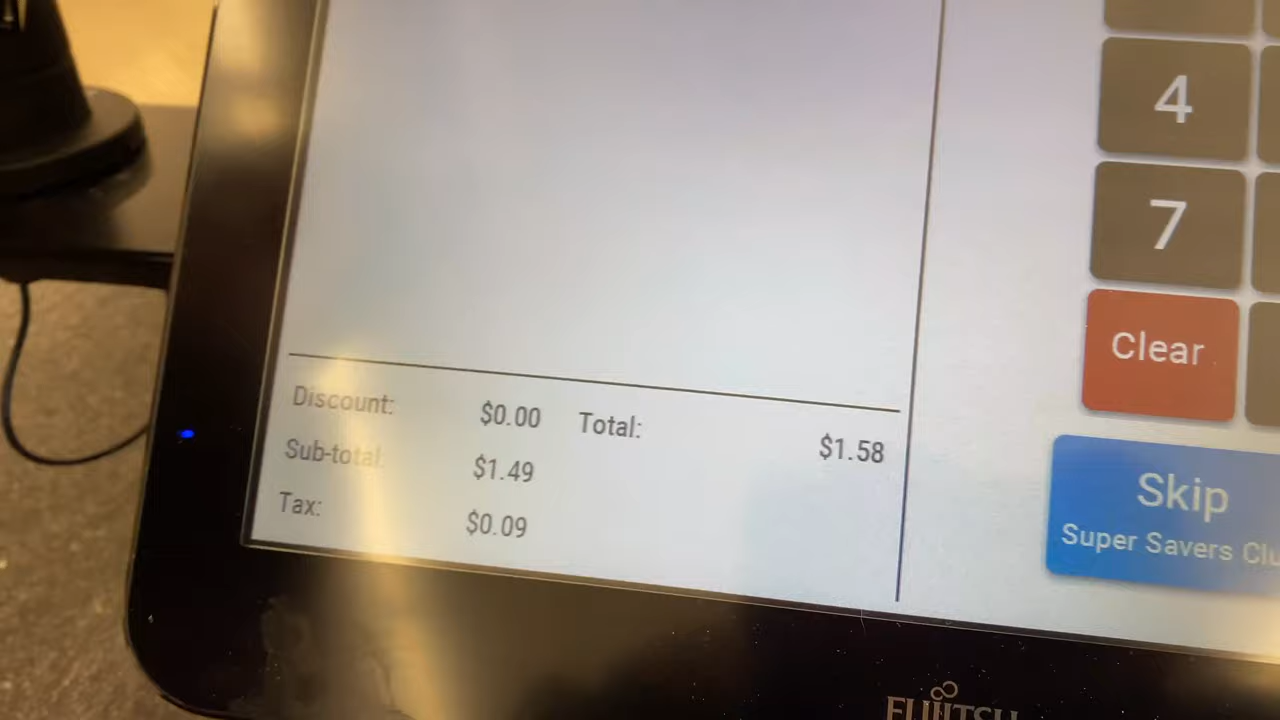 4
7
Clear
Discount: $0.00 Total: $1.58
Sub-total: $1.49
Tax: $0.09
Skip
Super Savers
FUJITSU